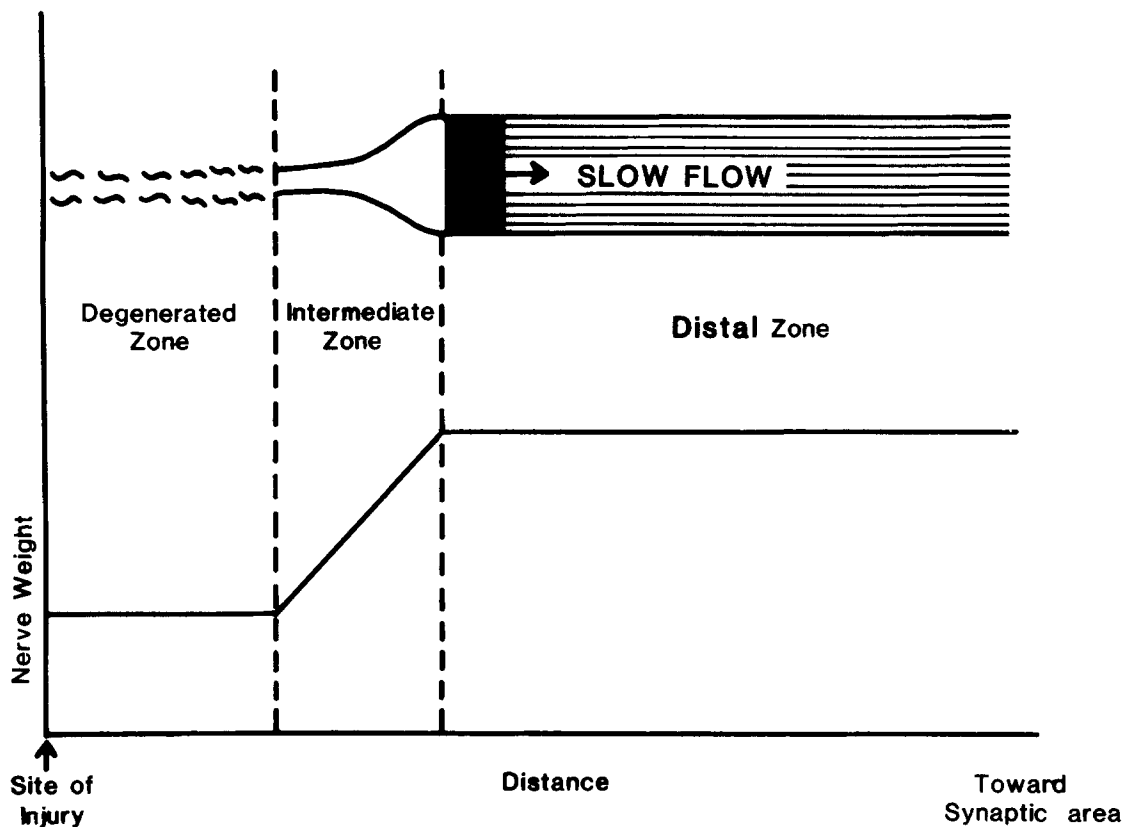 SLOW FLOW
Degenerated
Zone
Intermediate
Zone
Distal Zone
Nerve Weight
Site of
Injury
Distance
Toward
Synaptic area